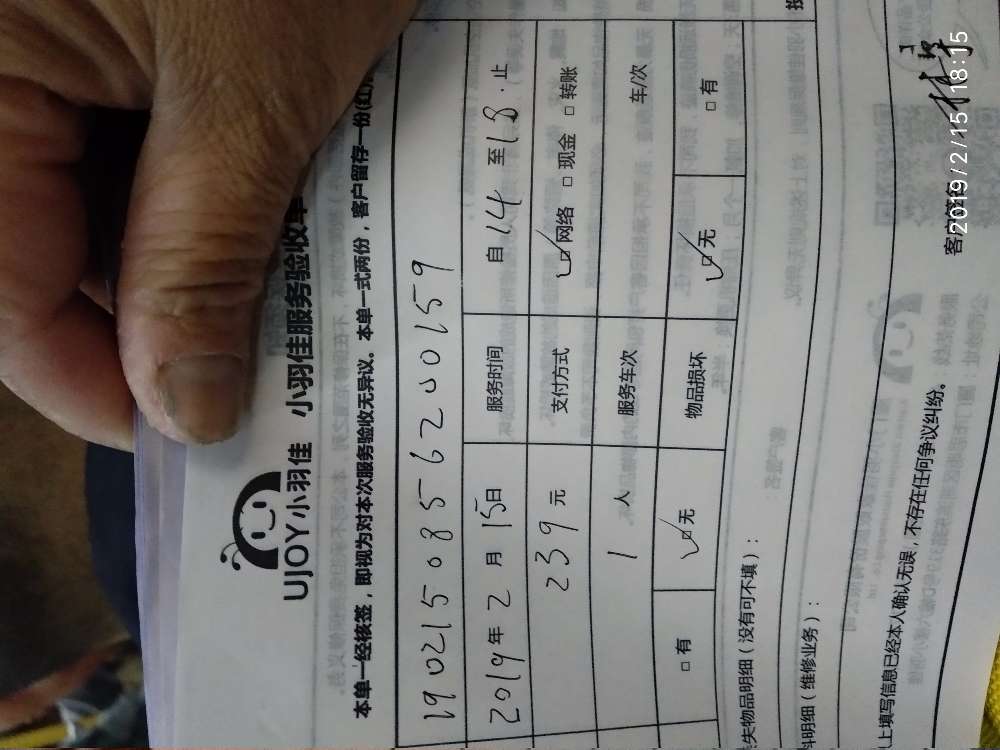 UJOY小羽佳 小羽佳服务验收单
本单一经核签，即视为对本次服务验收无异议。本单一式两份，客户留存一份(红)
1902150856200159
2019年2月15日 服务时间 自14至18.止
239元 支付方式 网络 现金 转账
1人 服务车次 车/次
有 无 物品损坏 无 有
失物品明细（没有可不填）：
料明细（维修业务）：
上填写信息已经本人确认无误，不存在任何争议纠纷。
客户签
2019/2/15 18:15